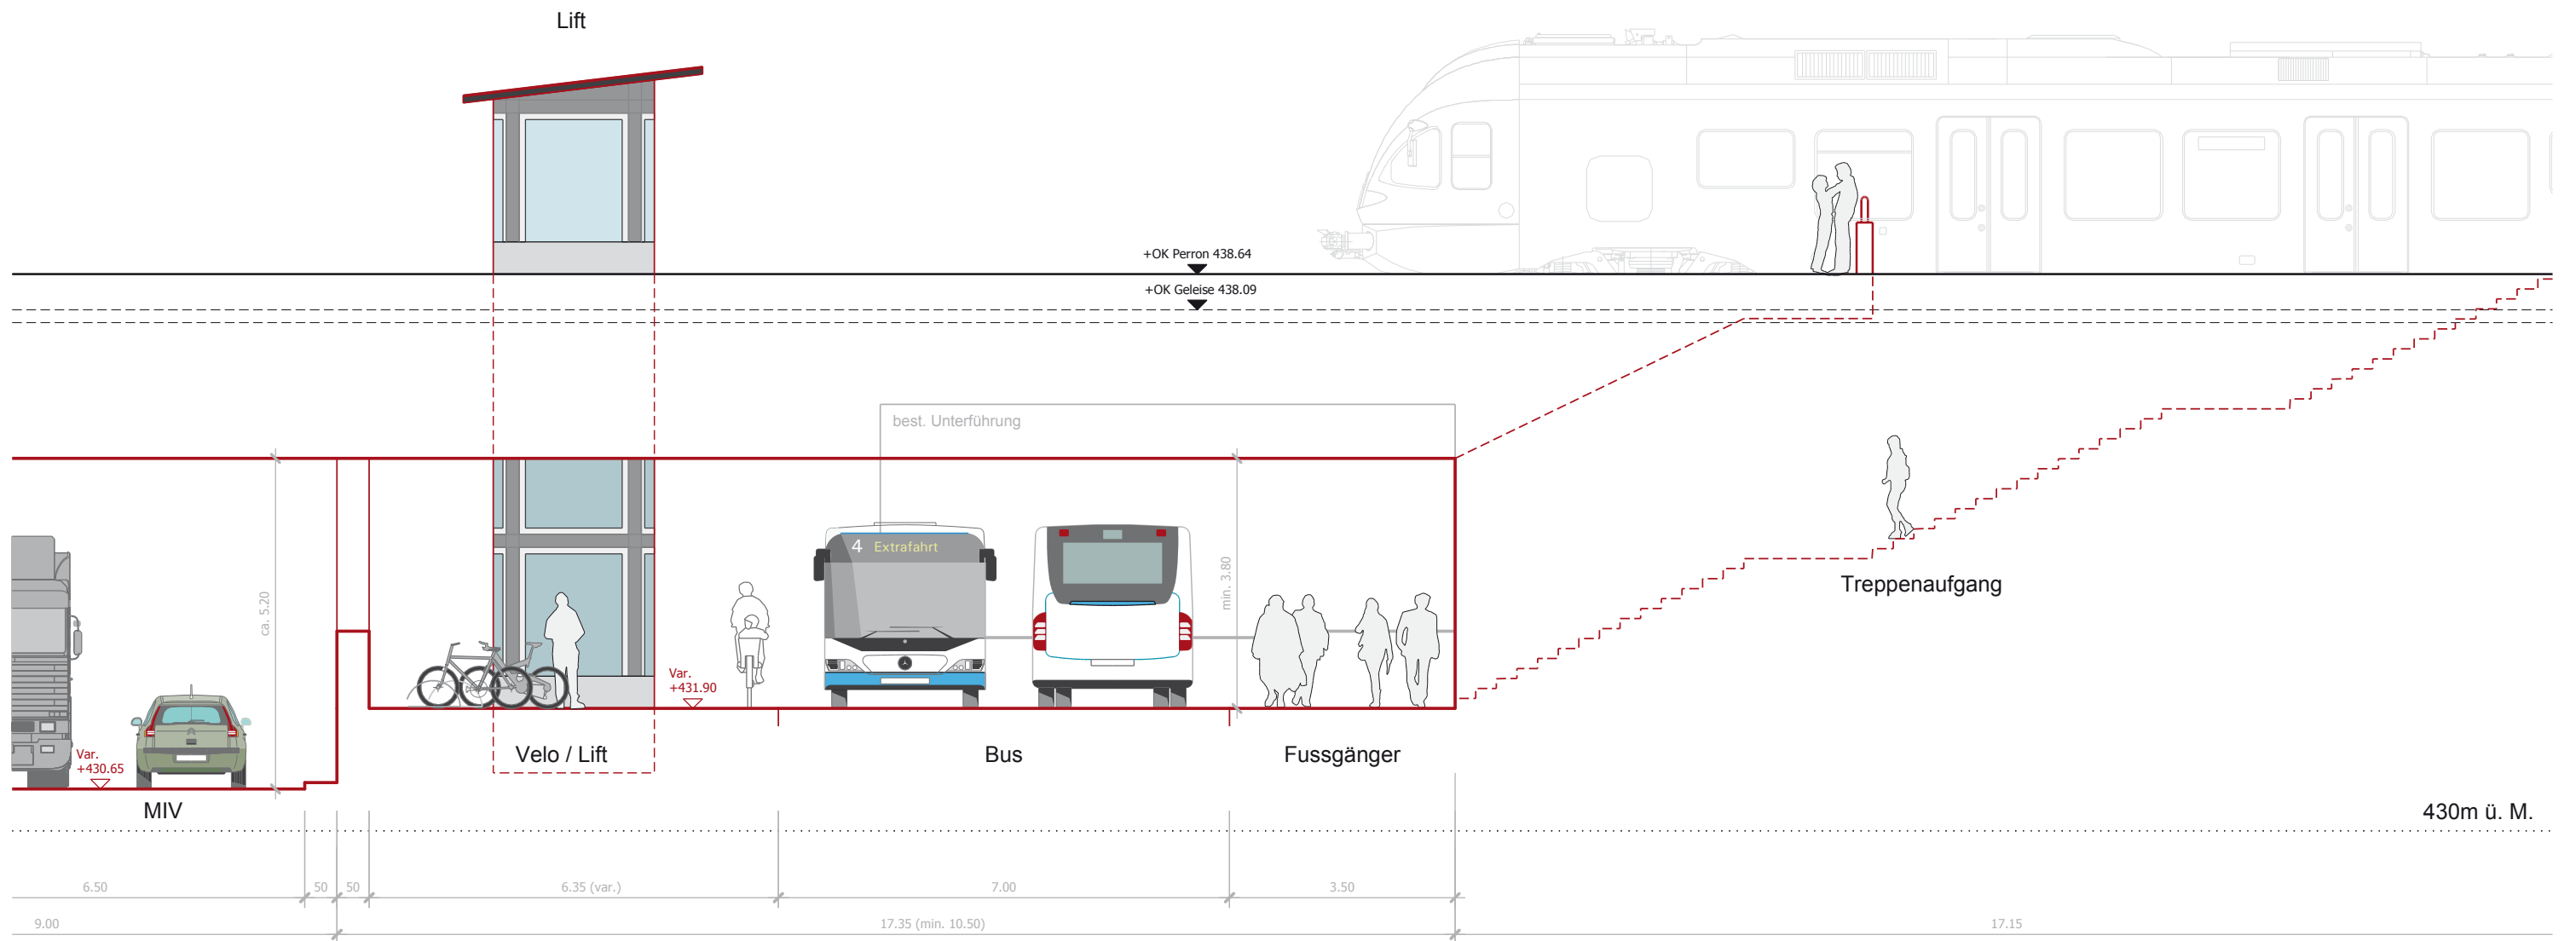 Lift
+OK Perron 438.64
+OK Geleise 438.09
best. Unterführung
4 Extrafahrt
ca. 5.20
min. 3.80
Treppenaufgang
Var.
+431.90
Var.
+430.65
Velo / Lift
Bus
Fussgänger
MIV
430m ü. M.
6.50
50
50
6.35 (var.)
7.00
3.50
9.00
17.35 (min. 10.50)
17.15